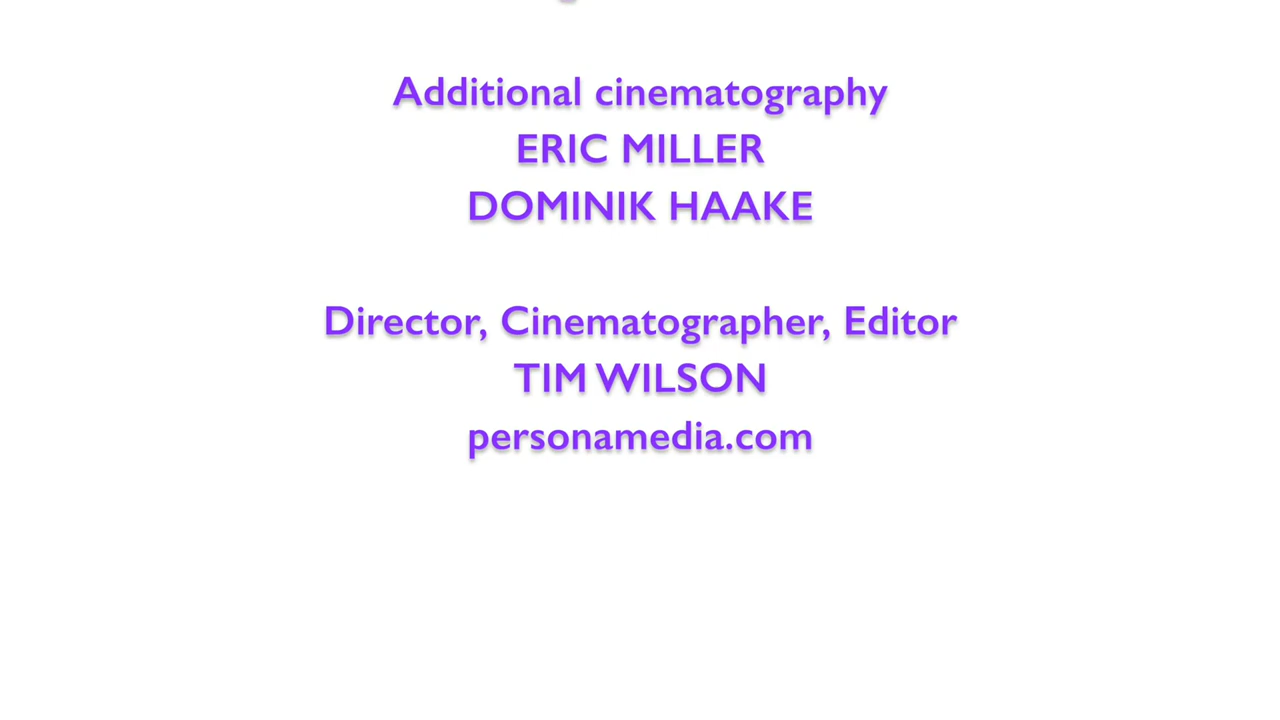 Additional cinematography
ERIC MILLER
DOMINIK HAAKE
Director, Cinematographer, Editor
TIM WILSON
personamedia.com